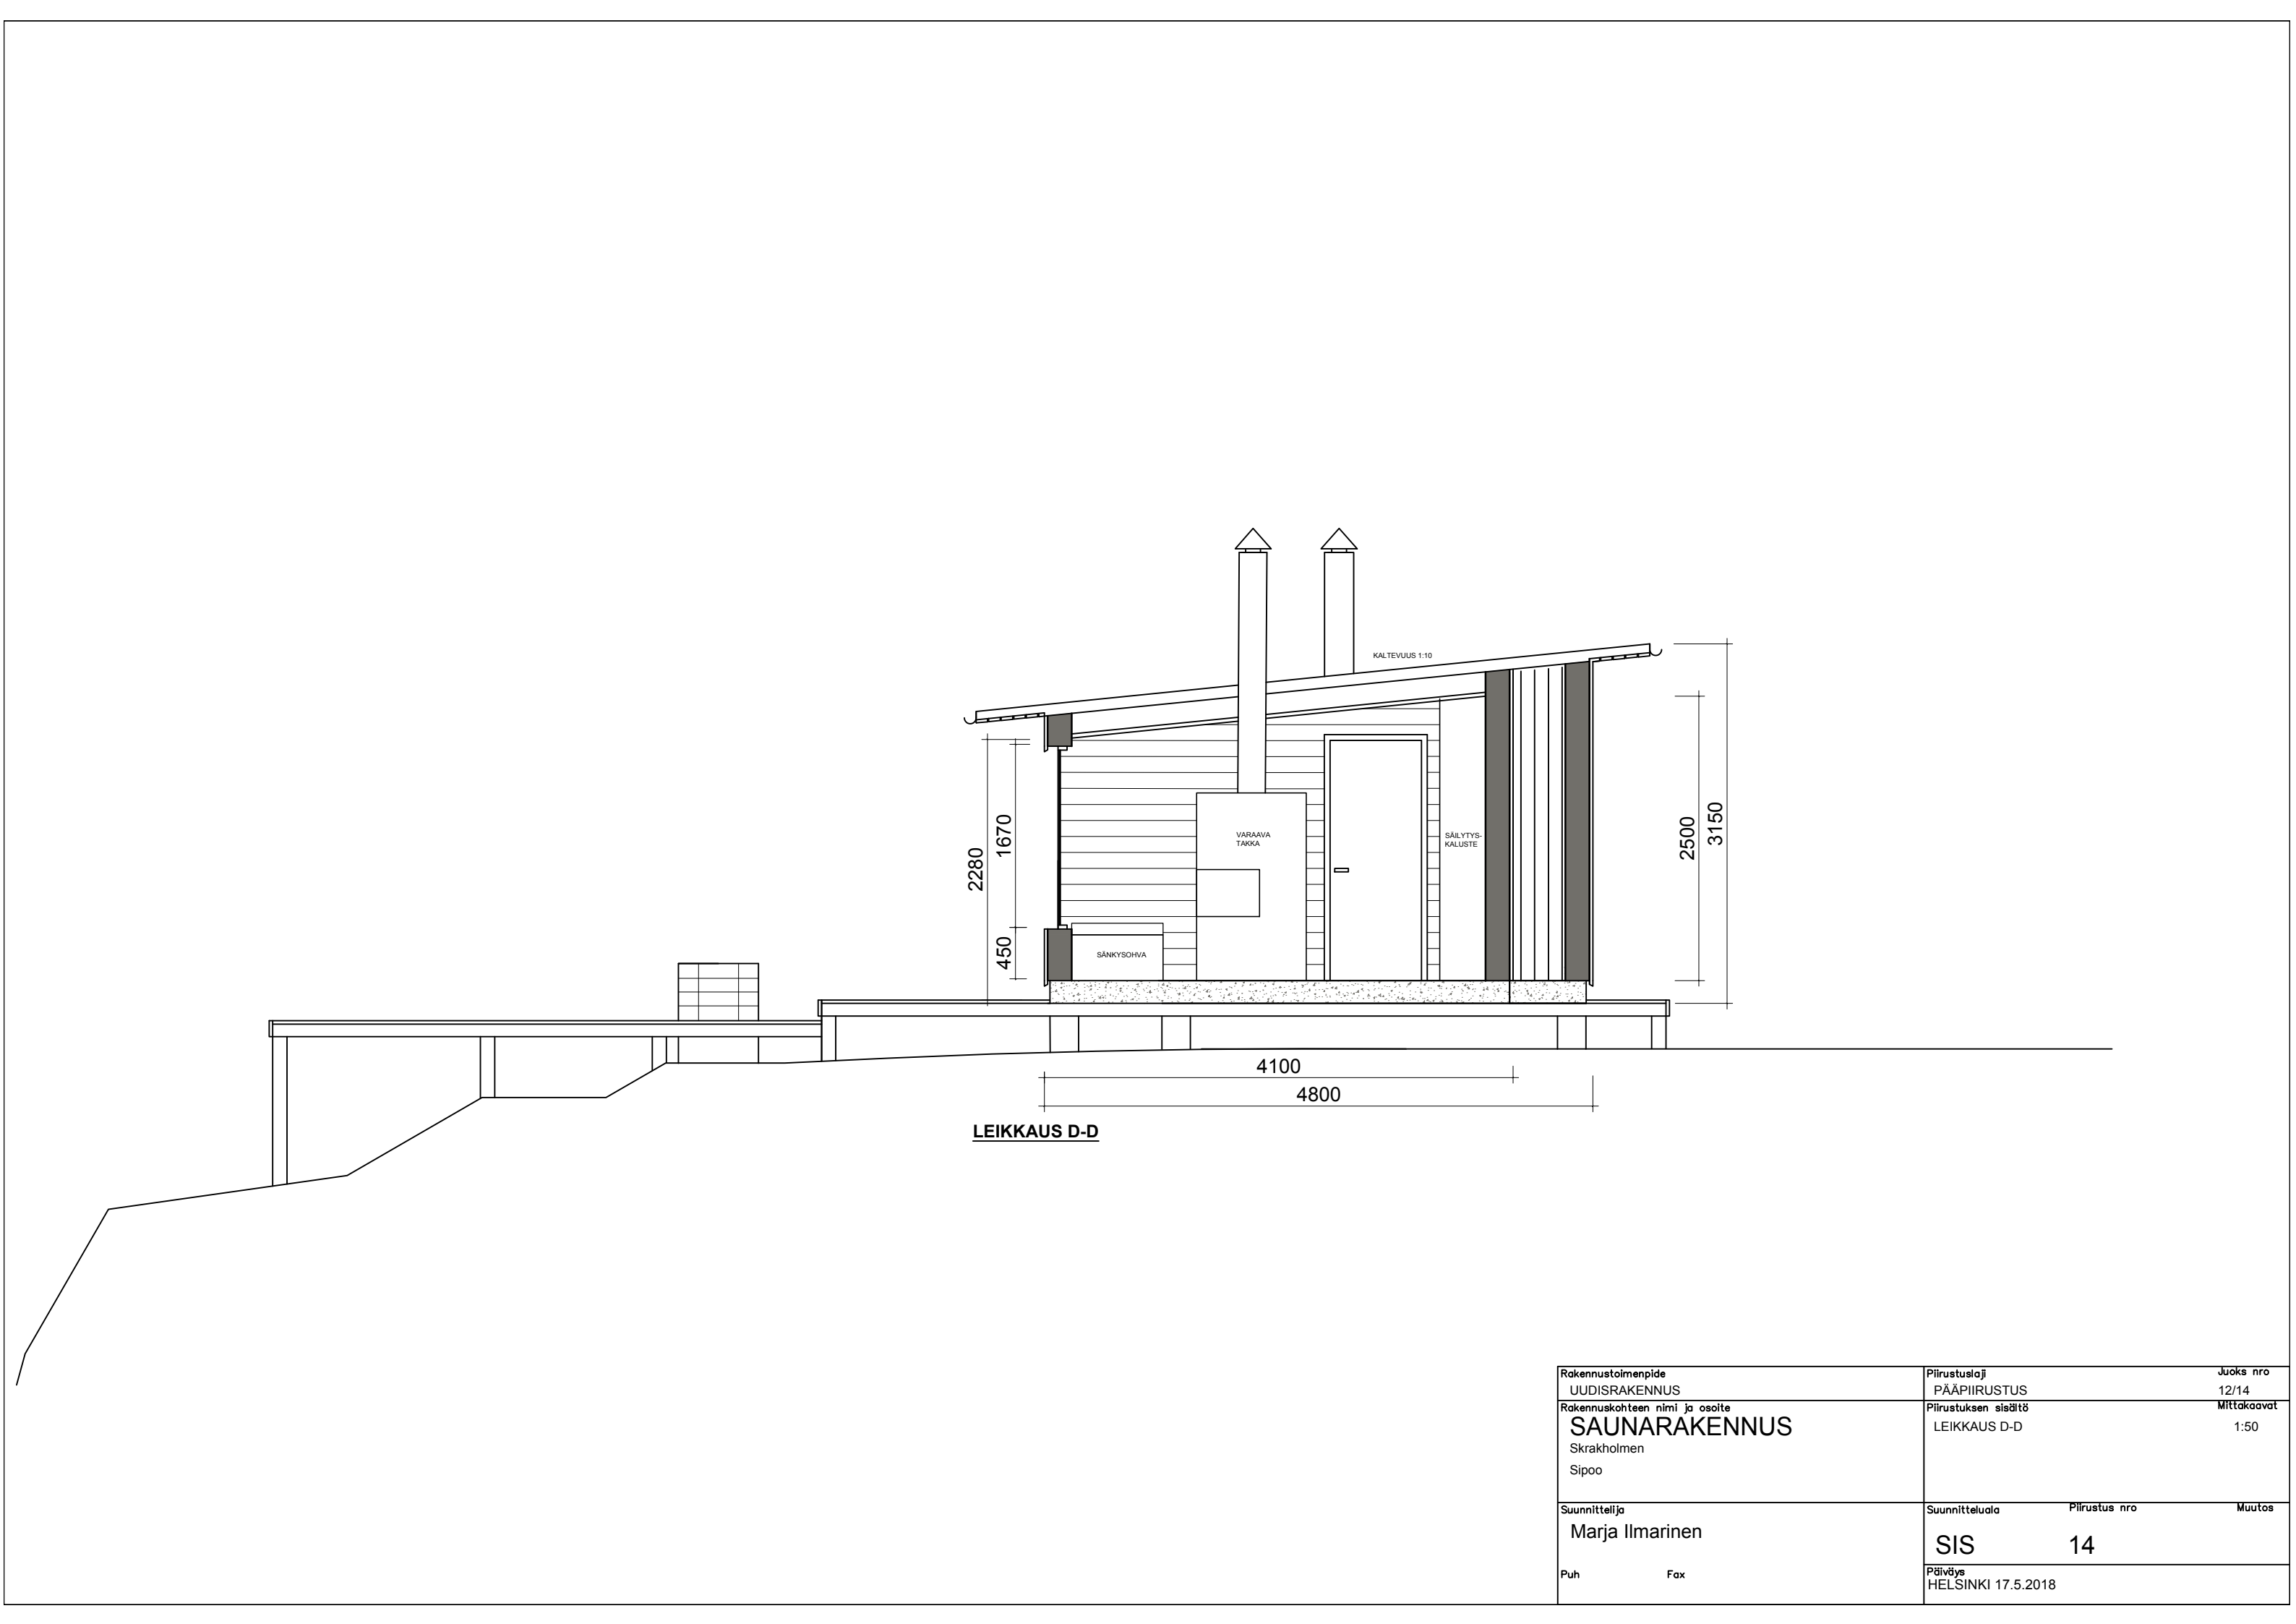 KALTEVUUS 1:10
2280
1670
450
VARAAVA
TAKKA
SÄILYTYS-
KALUSTE
SÄNKYSOHVA
2500
3150
4100
4800
LEIKKAUS D-D
Rakennustoimenpide
UUDISRAKENNUS
Piirustuslaji
Juoks nro
PÄÄPIIRUSTUS
12/14
Rakennuskohteen nimi ja osoite
SAUNARAKENNUS
Skrakholmen
Sipoo
Piirustuksen sisältö
Mittakaavat
LEIKKAUS D-D
1:50
Suunnittelija
Marja Ilmarinen
Puh
Fax
Suunnitteluala
Piirustus nro
Muutos
SIS
14
Päiväys
HELSINKI 17.5.2018